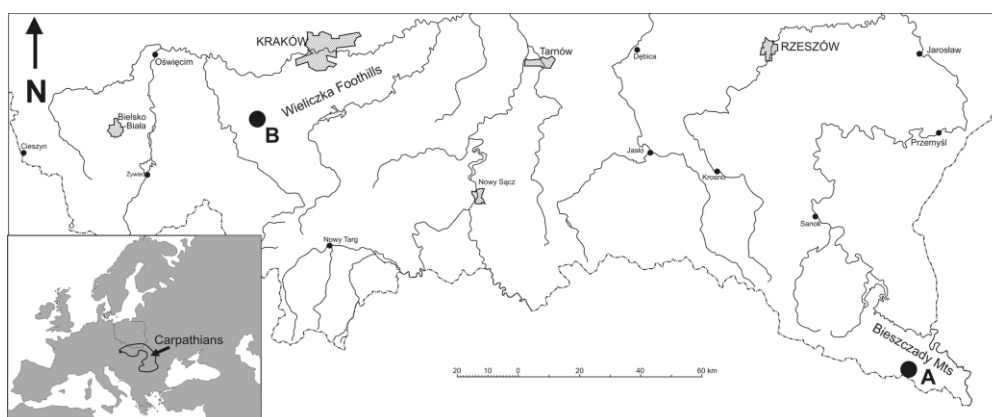 N
KRAKÓW
Oświęcim
Wieliczka Foothills
Tarnów
Dębica
RZESZÓW
Jarosław
B
Bielsko
Biała
Cieszyn
Żywiec
Jasło
Krosno
Przemyśl
Nowy Sącz
Sanok
Nowy Targ
Carpathians
Bieszczady Mts
A
20 0 20 40 60 km